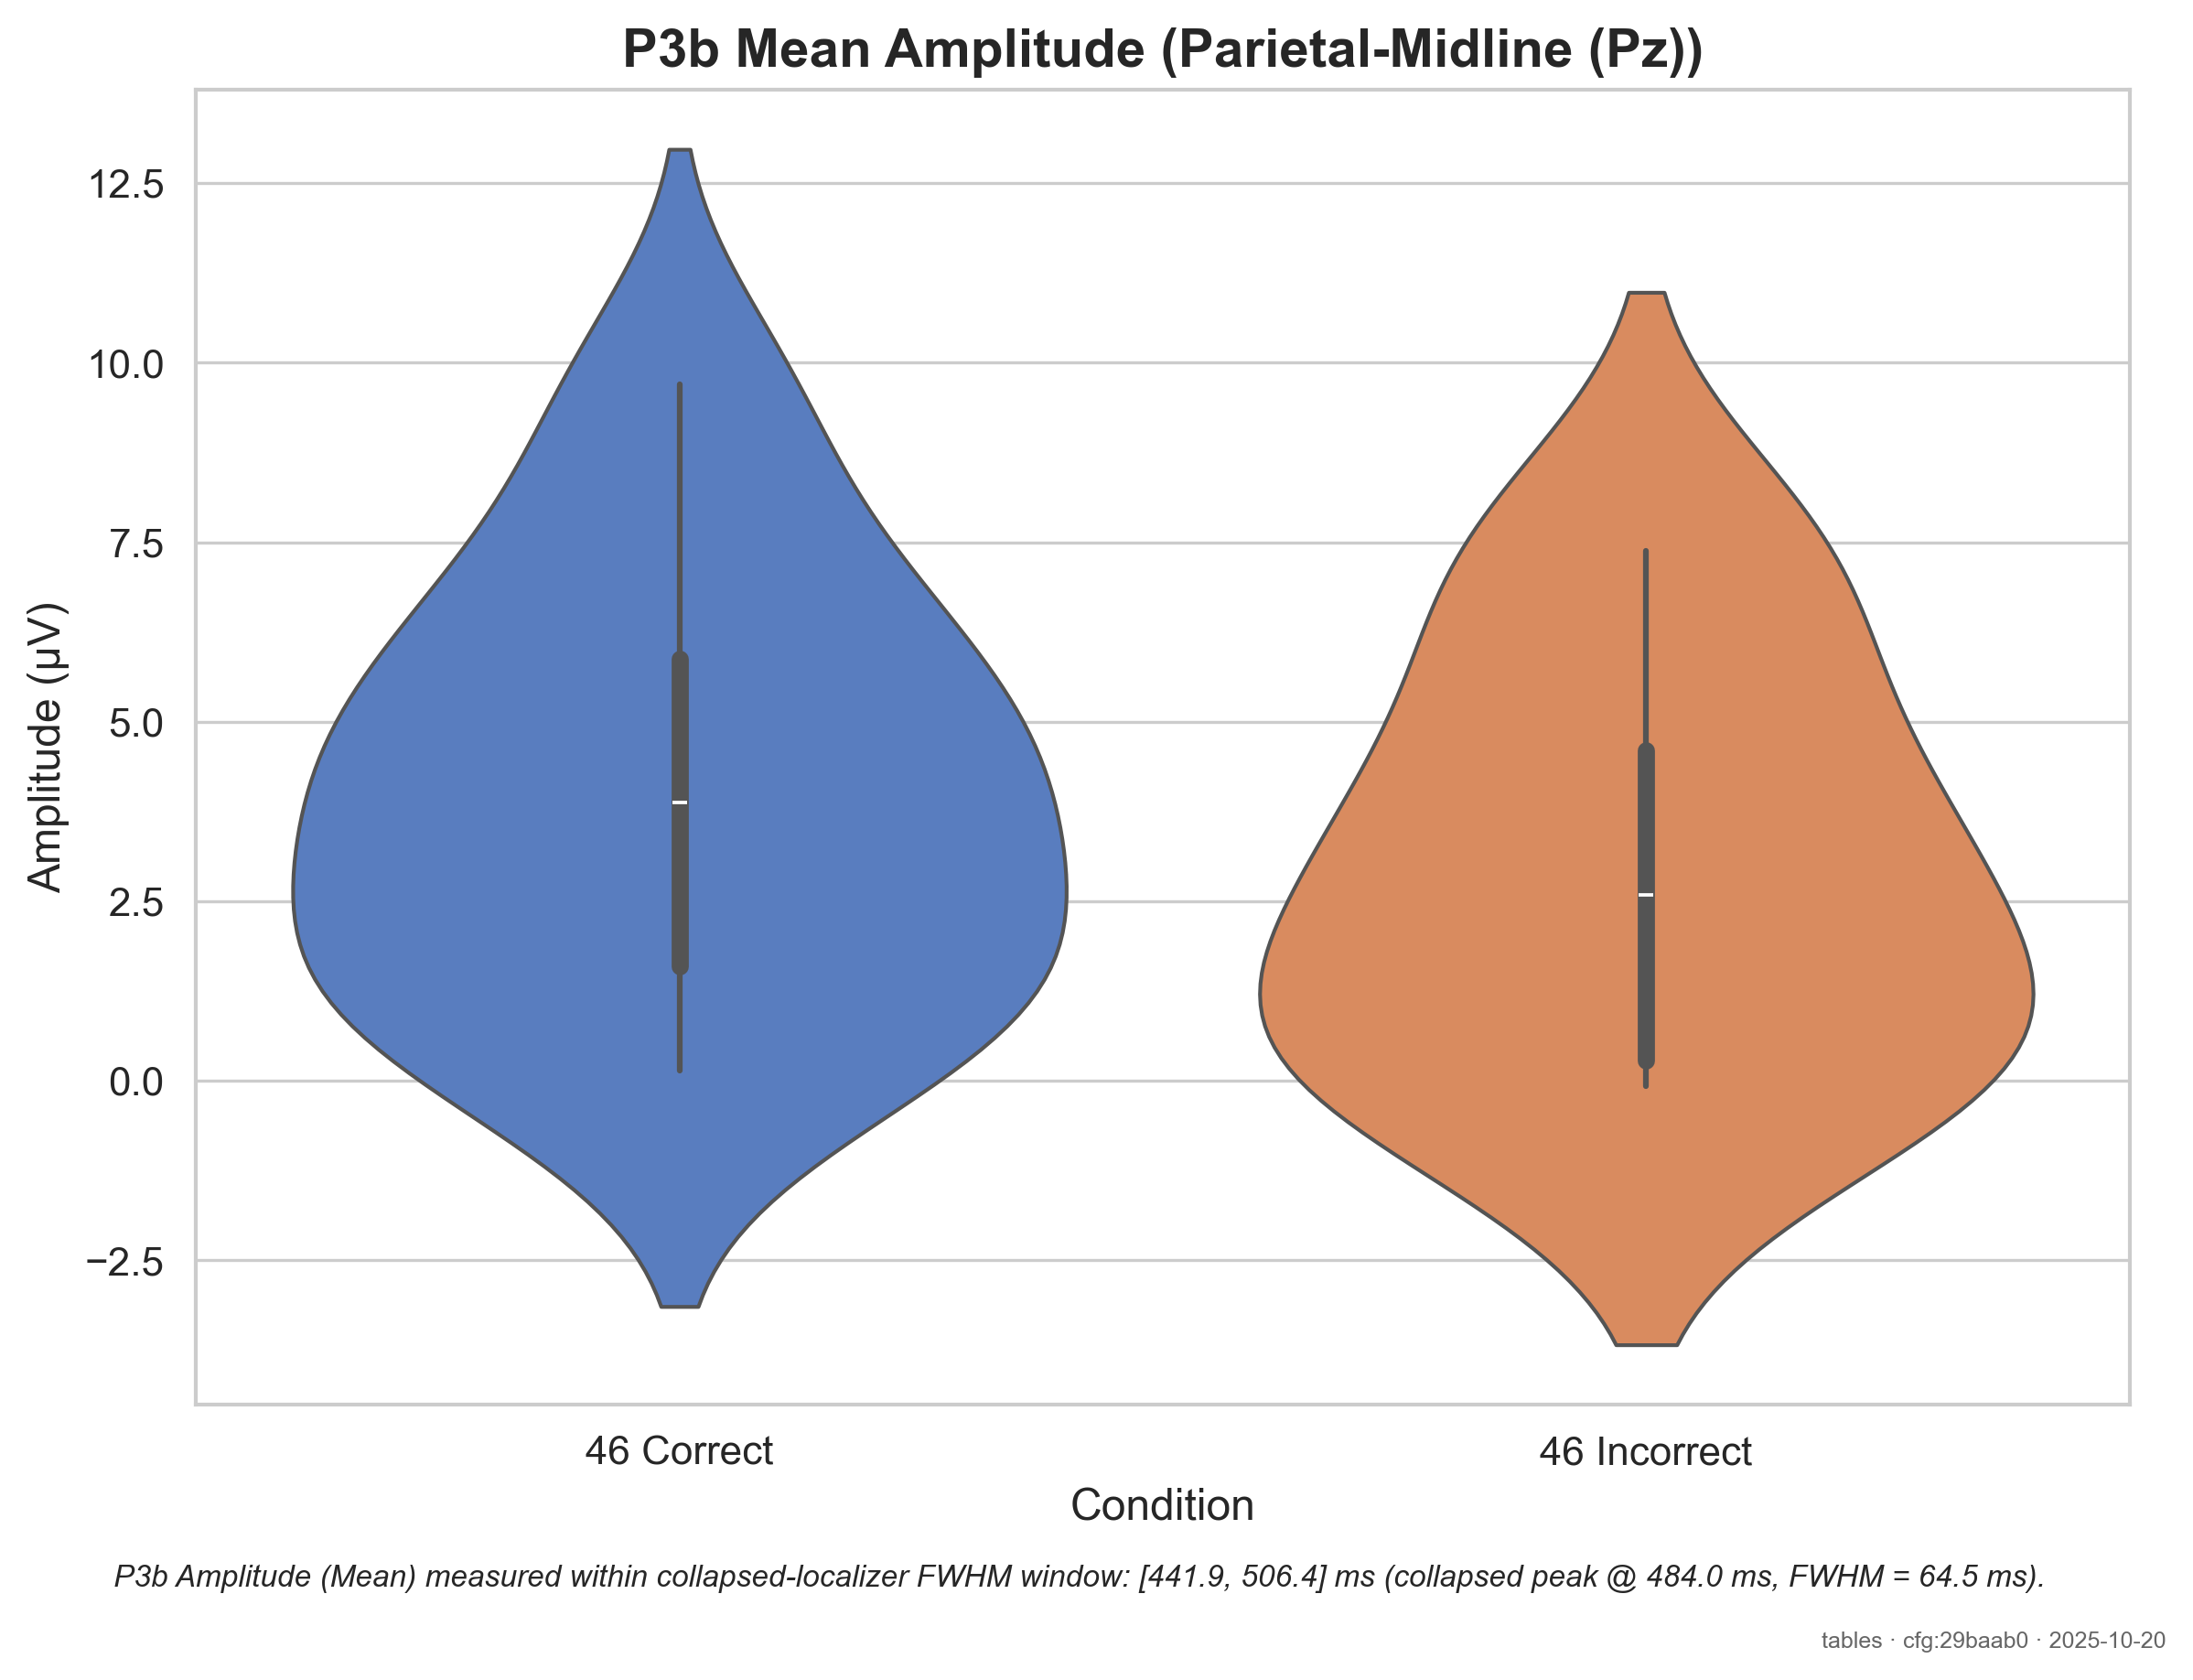 P3b Mean Amplitude (Parietal-Midline (Pz))
Amplitude (µV)
12.5
10.0
7.5
5.0
2.5
0.0
−2.5
46 Correct
46 Incorrect
Condition
P3b Amplitude (Mean) measured within collapsed-localizer FWHM window: [441.9, 506.4] ms (collapsed peak @ 484.0 ms, FWHM = 64.5 ms).
tables · cfg:29baab0 · 2025-10-20